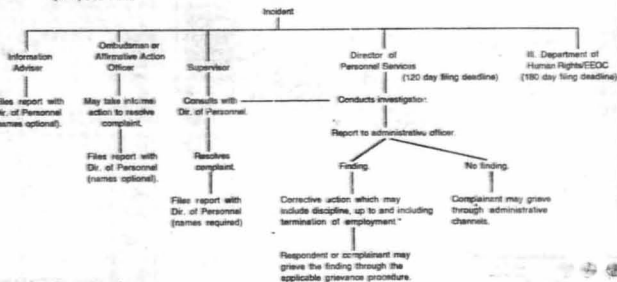 Incident
Information
Adviser
Ombudsman or
Affirmative Action
Officer
Supervisor
Director of
Personnel Services
(120 day filing deadline)
Ill. Department of
Human Rights/EEOC
(180 day filing deadline)
Files report with
Dir. of Personnel
(names optional).
May take informal
action to resolve
complaint.
Files report with
Dir. of Personnel
(names optional).
Consults with
Dir. of Personnel.
Resolves
complaint.
Files report with
Dir. of Personnel
(names required)
Conducts investigation.
Report to administrative officer.
Finding.
No finding.
Corrective action which may
include discipline, up to and including
termination of employment.*
Complainant may grieve
through administrative
channels.
Respondent or complainant may
grieve the finding through the
applicable grievance procedure.